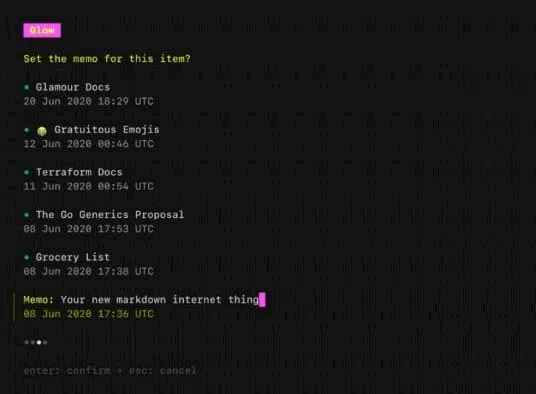 Glow
Set the memo for this item?
• Glamour Docs
20 Jun 2020 18:29 UTC
• Gratuitous Emojis
12 Jun 2020 00:46 UTC
• Terraform Docs
11 Jun 2020 00:54 UTC
• The Go Generics Proposal
08 Jun 2020 17:53 UTC
• Grocery List
08 Jun 2020 17:38 UTC
Memo: Your new markdown internet thing
08 Jun 2020 17:36 UTC
enter: confirm • esc: cancel